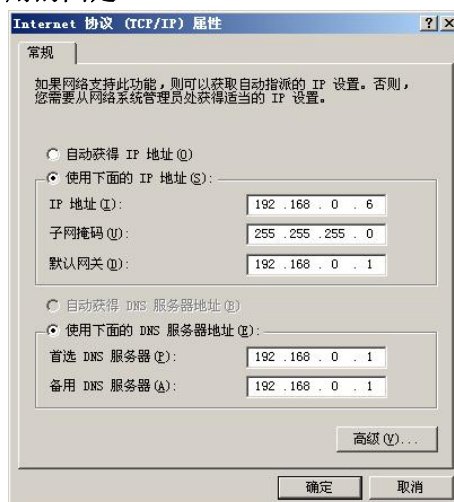 Internet 协议 (TCP/IP) 属性
常规
如果网络支持此功能，则可以获取自动指派的 IP 设置。否则，
您需要从网络系统管理员处获得适当的 IP 设置。
自动获得 IP 地址(O)
使用下面的 IP 地址(S):
IP 地址(I): 192 .168 . 0 . 6
子网掩码(U): 255 .255 .255 . 0
默认网关(D): 192 .168 . 0 . 1
自动获得 DNS 服务器地址(B)
使用下面的 DNS 服务器地址(E):
首选 DNS 服务器(P): 192 .168 . 0 . 1
备用 DNS 服务器(A): 192 .168 . 0 . 1
高级(V)...
确定 取消